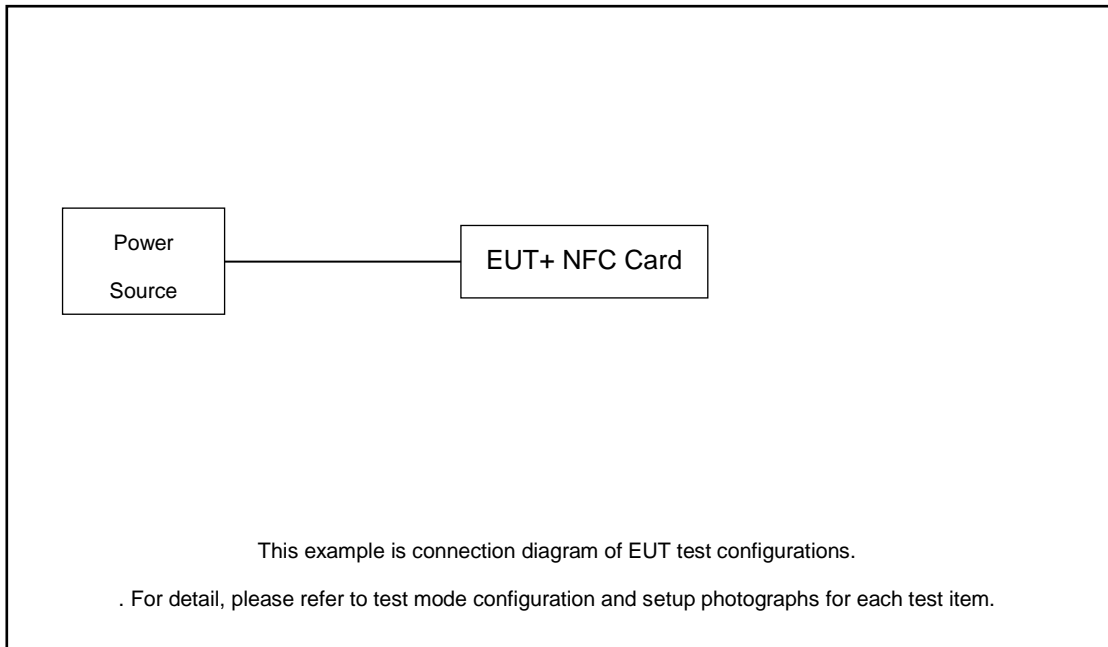 Power
Source
EUT+ NFC Card
This example is connection diagram of EUT test configurations.
. For detail, please refer to test mode configuration and setup photographs for each test item.